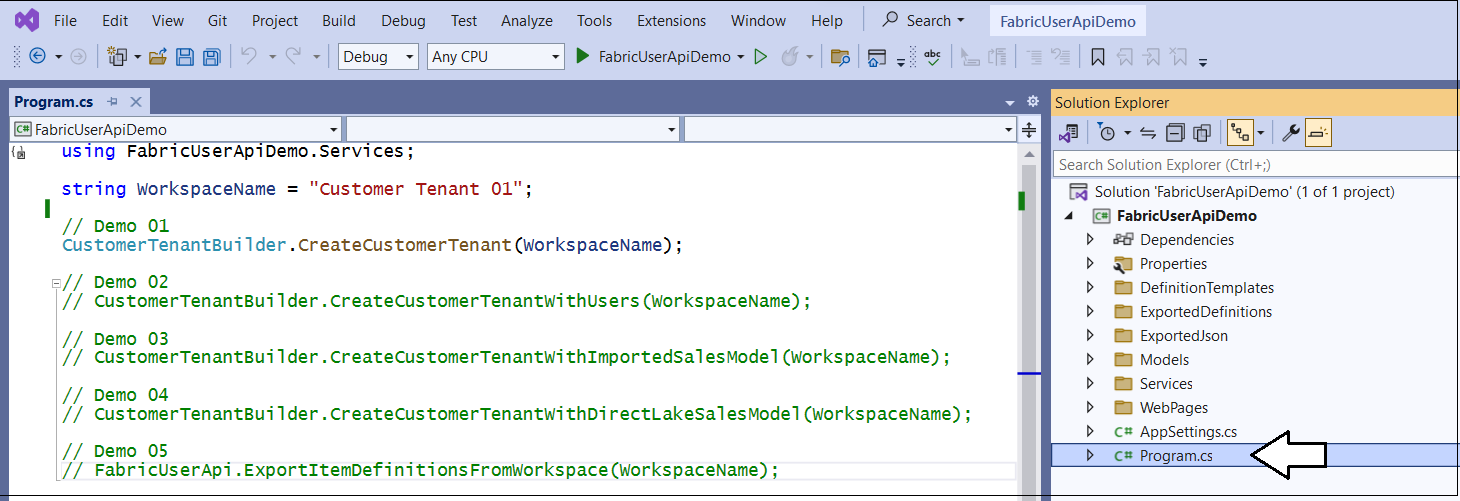 File Edit View Git Project Build Debug Test Analyze Tools Extensions Window Help Search FabricUserApiDemo
Debug Any CPU FabricUserApiDemo abc
Program.cs
FabricUserApiDemo
using FabricUserApiDemo.Services;
string WorkspaceName = "Customer Tenant 01";
// Demo 01
CustomerTenantBuilder.CreateCustomerTenant(WorkspaceName);
// Demo 02
// CustomerTenantBuilder.CreateCustomerTenantWithUsers(WorkspaceName);
// Demo 03
// CustomerTenantBuilder.CreateCustomerTenantWithImportedSalesModel(WorkspaceName);
// Demo 04
// CustomerTenantBuilder.CreateCustomerTenantWithDirectLakeSalesModel(WorkspaceName);
// Demo 05
// FabricUserApi.ExportItemDefinitionsFromWorkspace(WorkspaceName);
Solution Explorer
Search Solution Explorer (Ctrl+;)
Solution 'FabricUserApiDemo' (1 of 1 project)
C# FabricUserApiDemo
Dependencies
Properties
DefinitionTemplates
ExportedDefinitions
ExportedJson
Models
Services
WebPages
C# AppSettings.cs
C# Program.cs